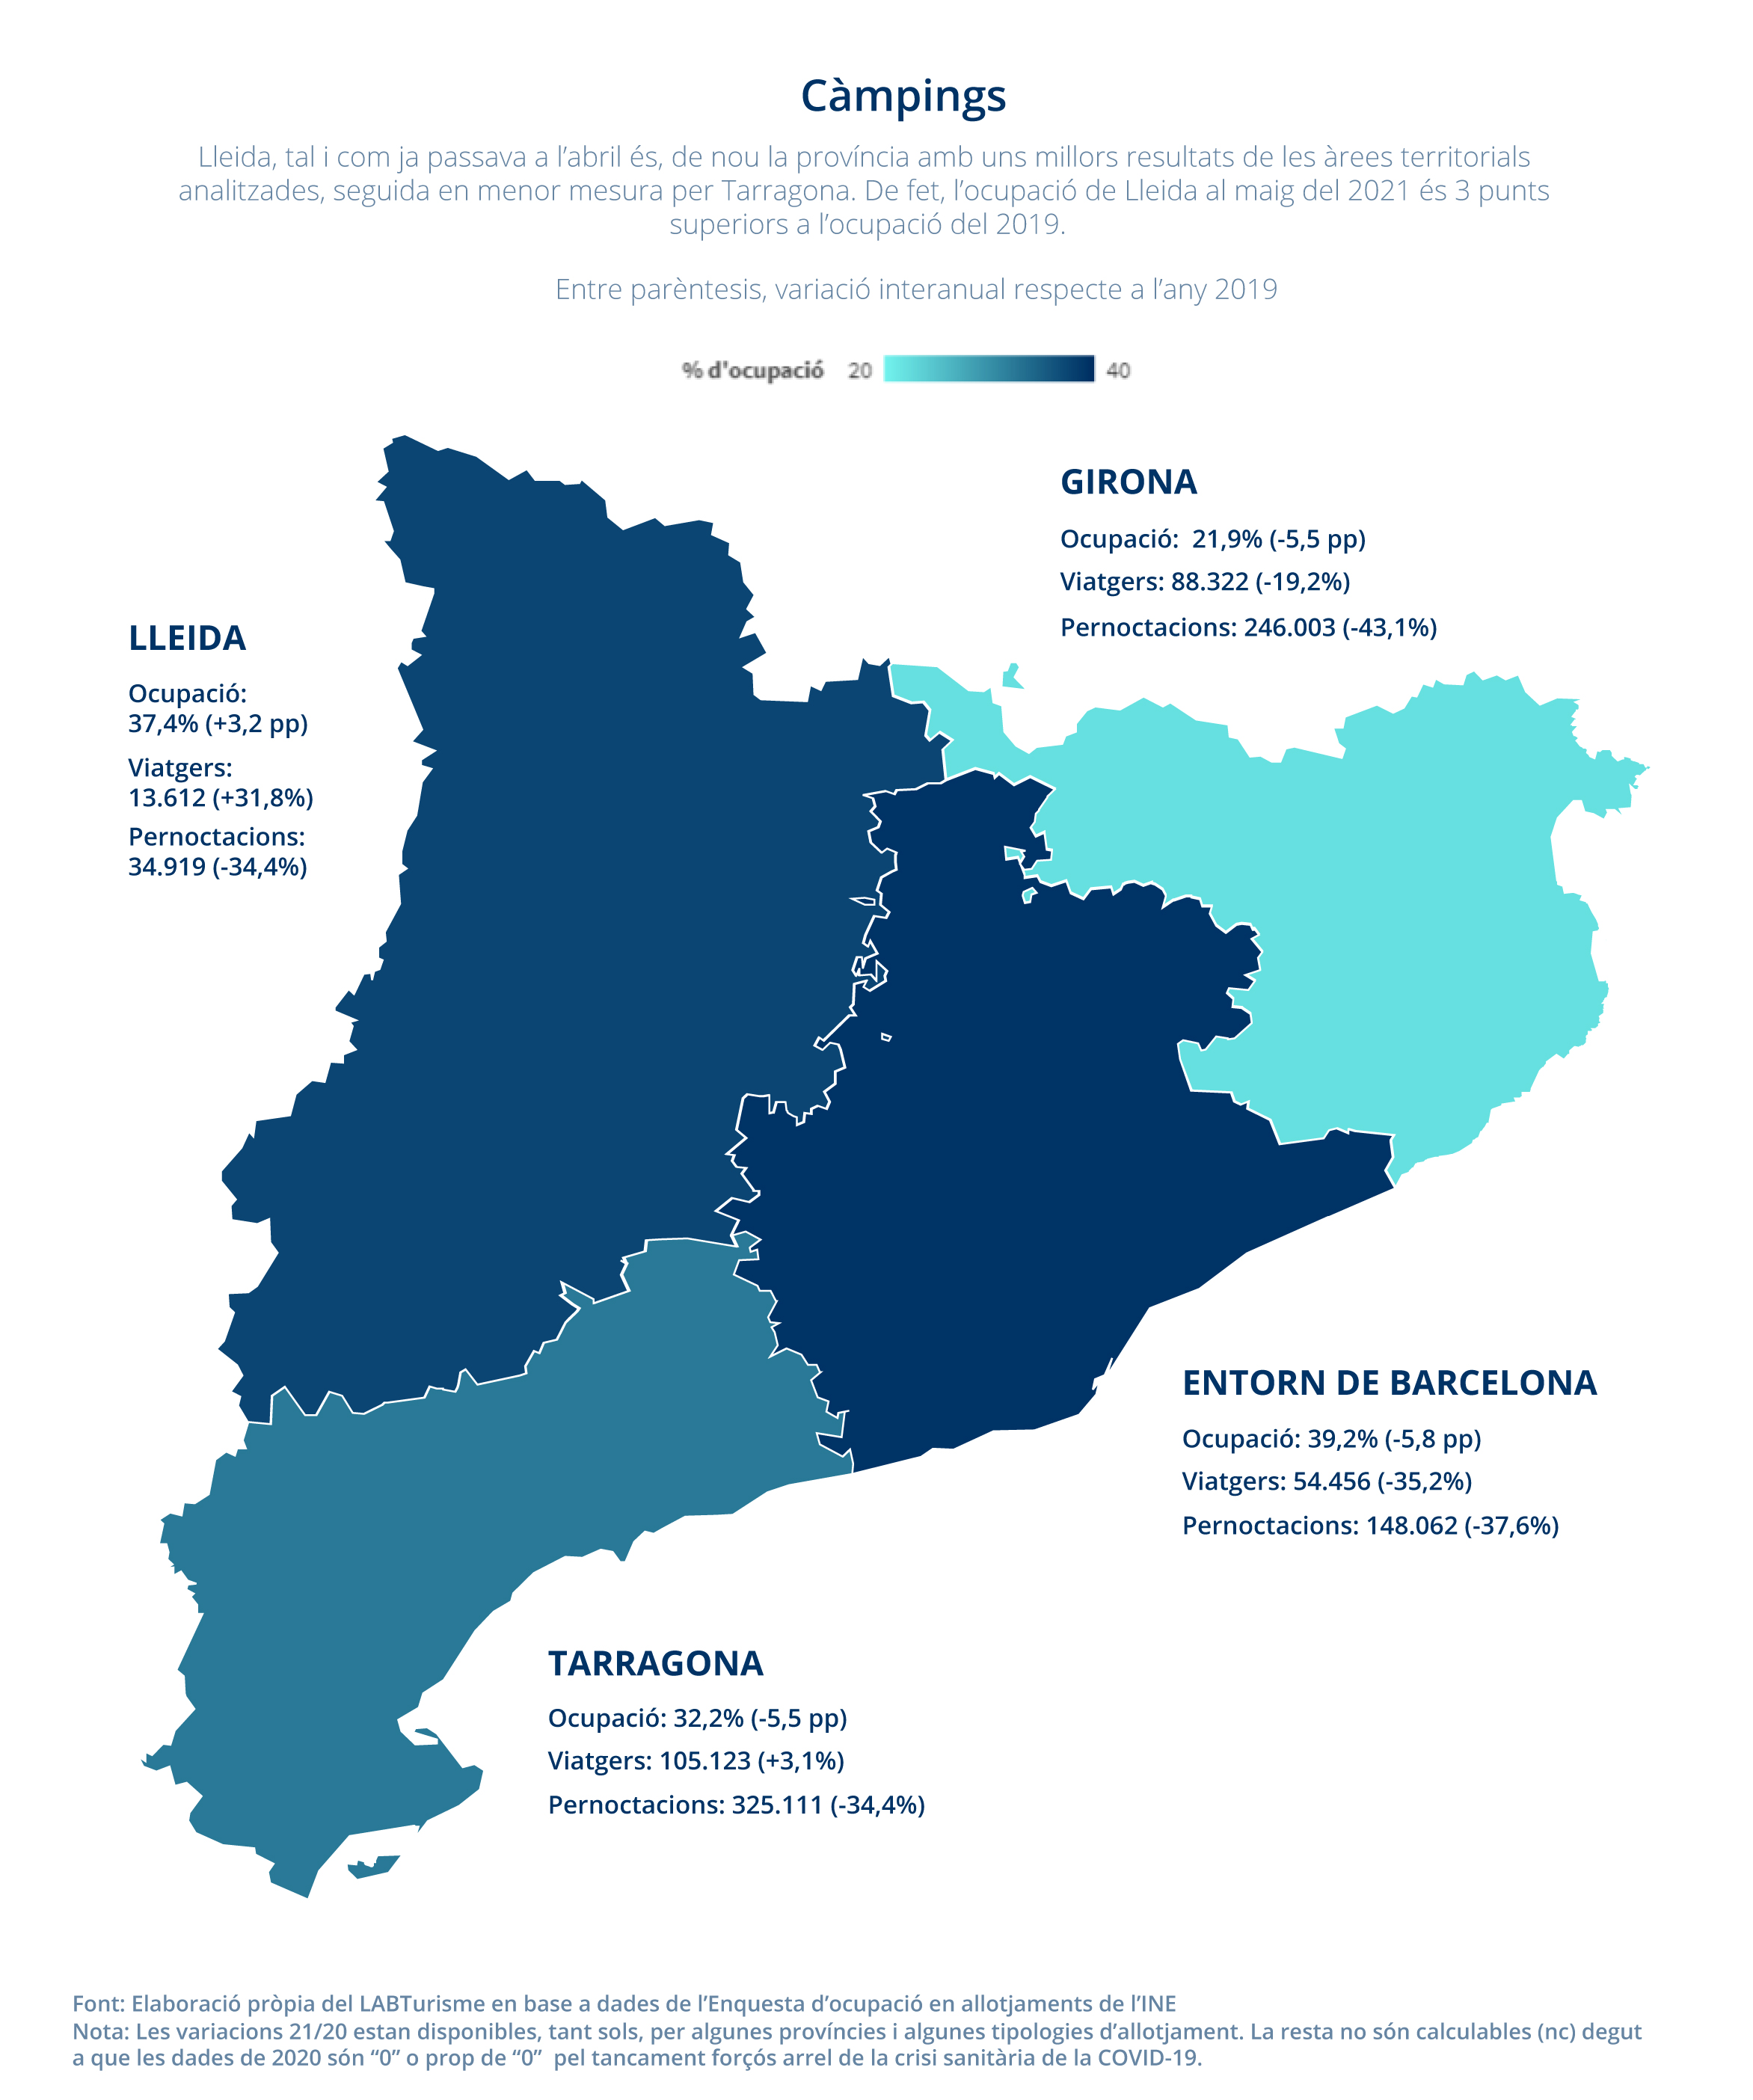 Càmpings
Lleida, tal i com ja passava a l’abril és, de nou la província amb uns millors resultats de les àrees territorials
analitzades, seguida en menor mesura per Tarragona. De fet, l’ocupació de Lleida al maig del 2021 és 3 punts
superiors a l’ocupació del 2019.
Entre parèntesis, variació interanual respecte a l’any 2019
% d'ocupació 20 40
GIRONA
Ocupació: 21,9% (-5,5 pp)
Viatgers: 88.322 (-19,2%)
Pernoctacions: 246.003 (-43,1%)
LLEIDA
Ocupació:
37,4% (+3,2 pp)
Viatgers:
13.612 (+31,8%)
Pernoctacions:
34.919 (-34,4%)
ENTORN DE BARCELONA
Ocupació: 39,2% (-5,8 pp)
Viatgers: 54.456 (-35,2%)
Pernoctacions: 148.062 (-37,6%)
TARRAGONA
Ocupació: 32,2% (-5,5 pp)
Viatgers: 105.123 (+3,1%)
Pernoctacions: 325.111 (-34,4%)
Font: Elaboració pròpia del LABTurisme en base a dades de l’Enquesta d’ocupació en allotjaments de l’INE
Nota: Les variacions 21/20 estan disponibles, tant sols, per algunes províncies i algunes tipologies d’allotjament. La resta no són calculables (nc) degut
a que les dades de 2020 són “0” o prop de “0” pel tancament forçós arrel de la crisi sanitària de la COVID-19.